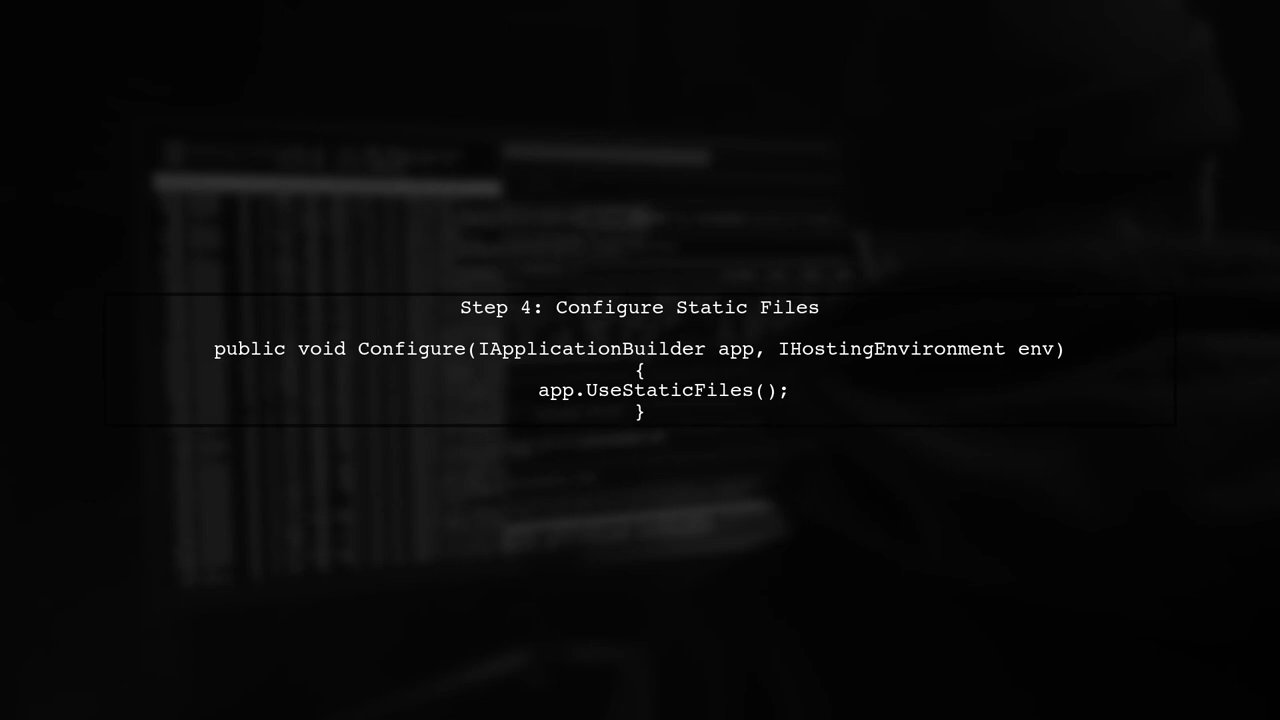 Step 4: Configure Static Files
public void Configure(IApplicationBuilder app, IHostingEnvironment env)
{
app.UseStaticFiles();
}